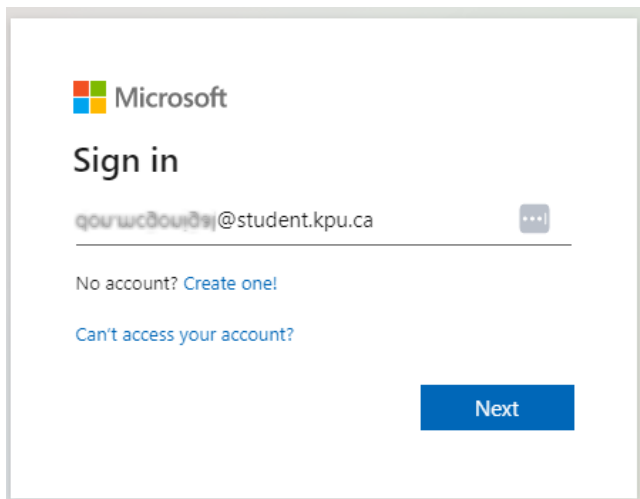 Microsoft
Sign in
@student.kpu.ca
No account? Create one!
Can't access your account?
Next